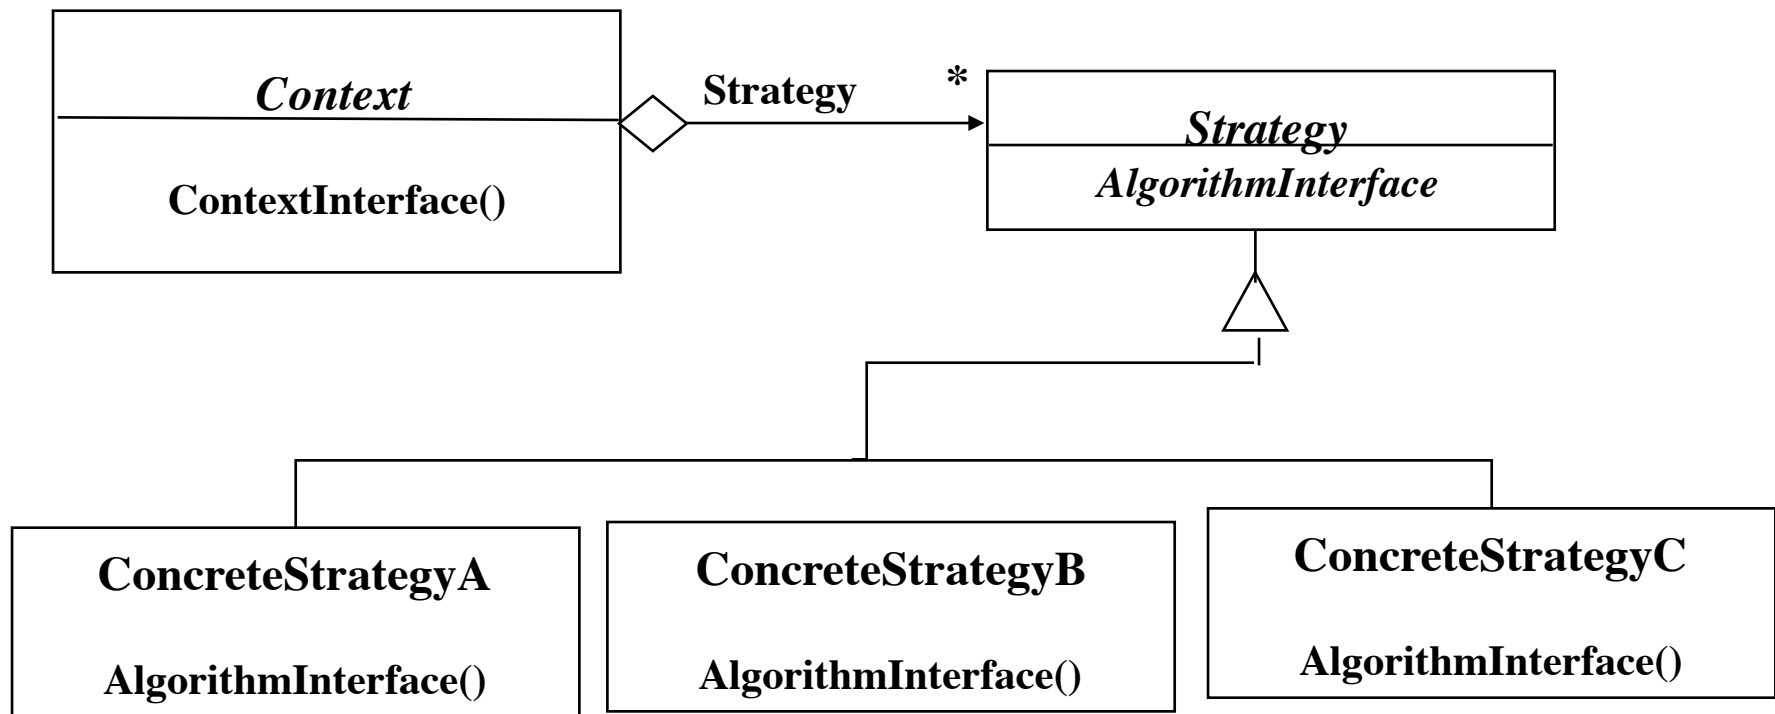 Context
ContextInterface()
Strategy
*
Strategy
AlgorithmInterface
ConcreteStrategyA
AlgorithmInterface()
ConcreteStrategyB
AlgorithmInterface()
ConcreteStrategyC
AlgorithmInterface()